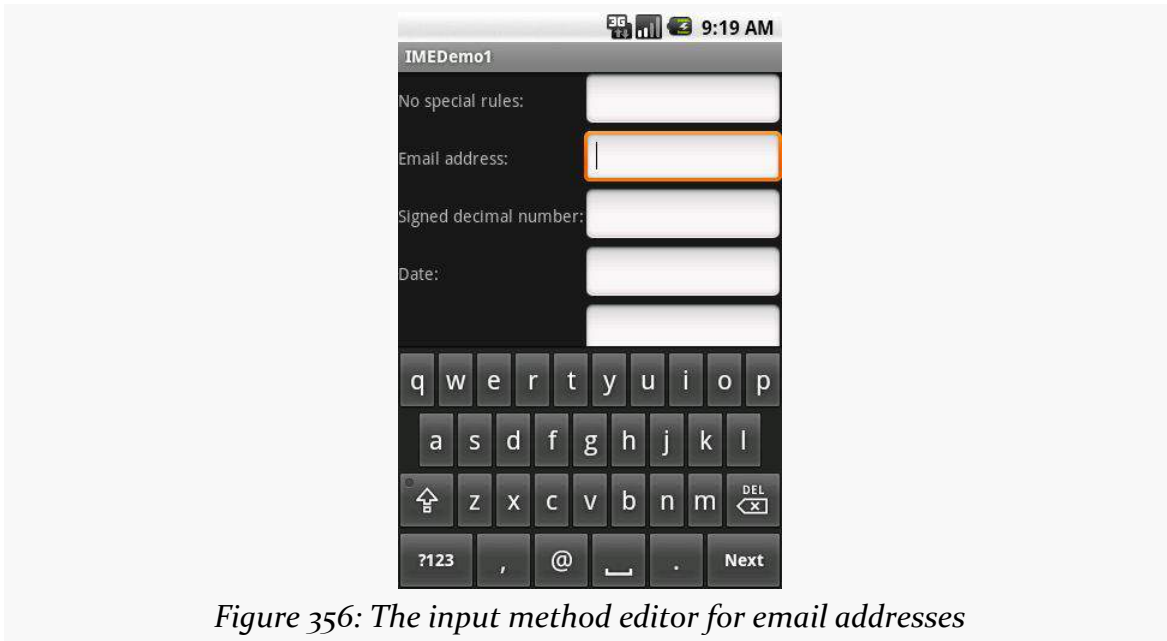 3G 9:19 AM
IMEDemo1
No special rules:
Email address:
Signed decimal number:
Date:
q w e r t y u i o p
a s d f g h j k l
z x c v b n m DEL
?123 , @ . Next
Figure 356: The input method editor for email addresses